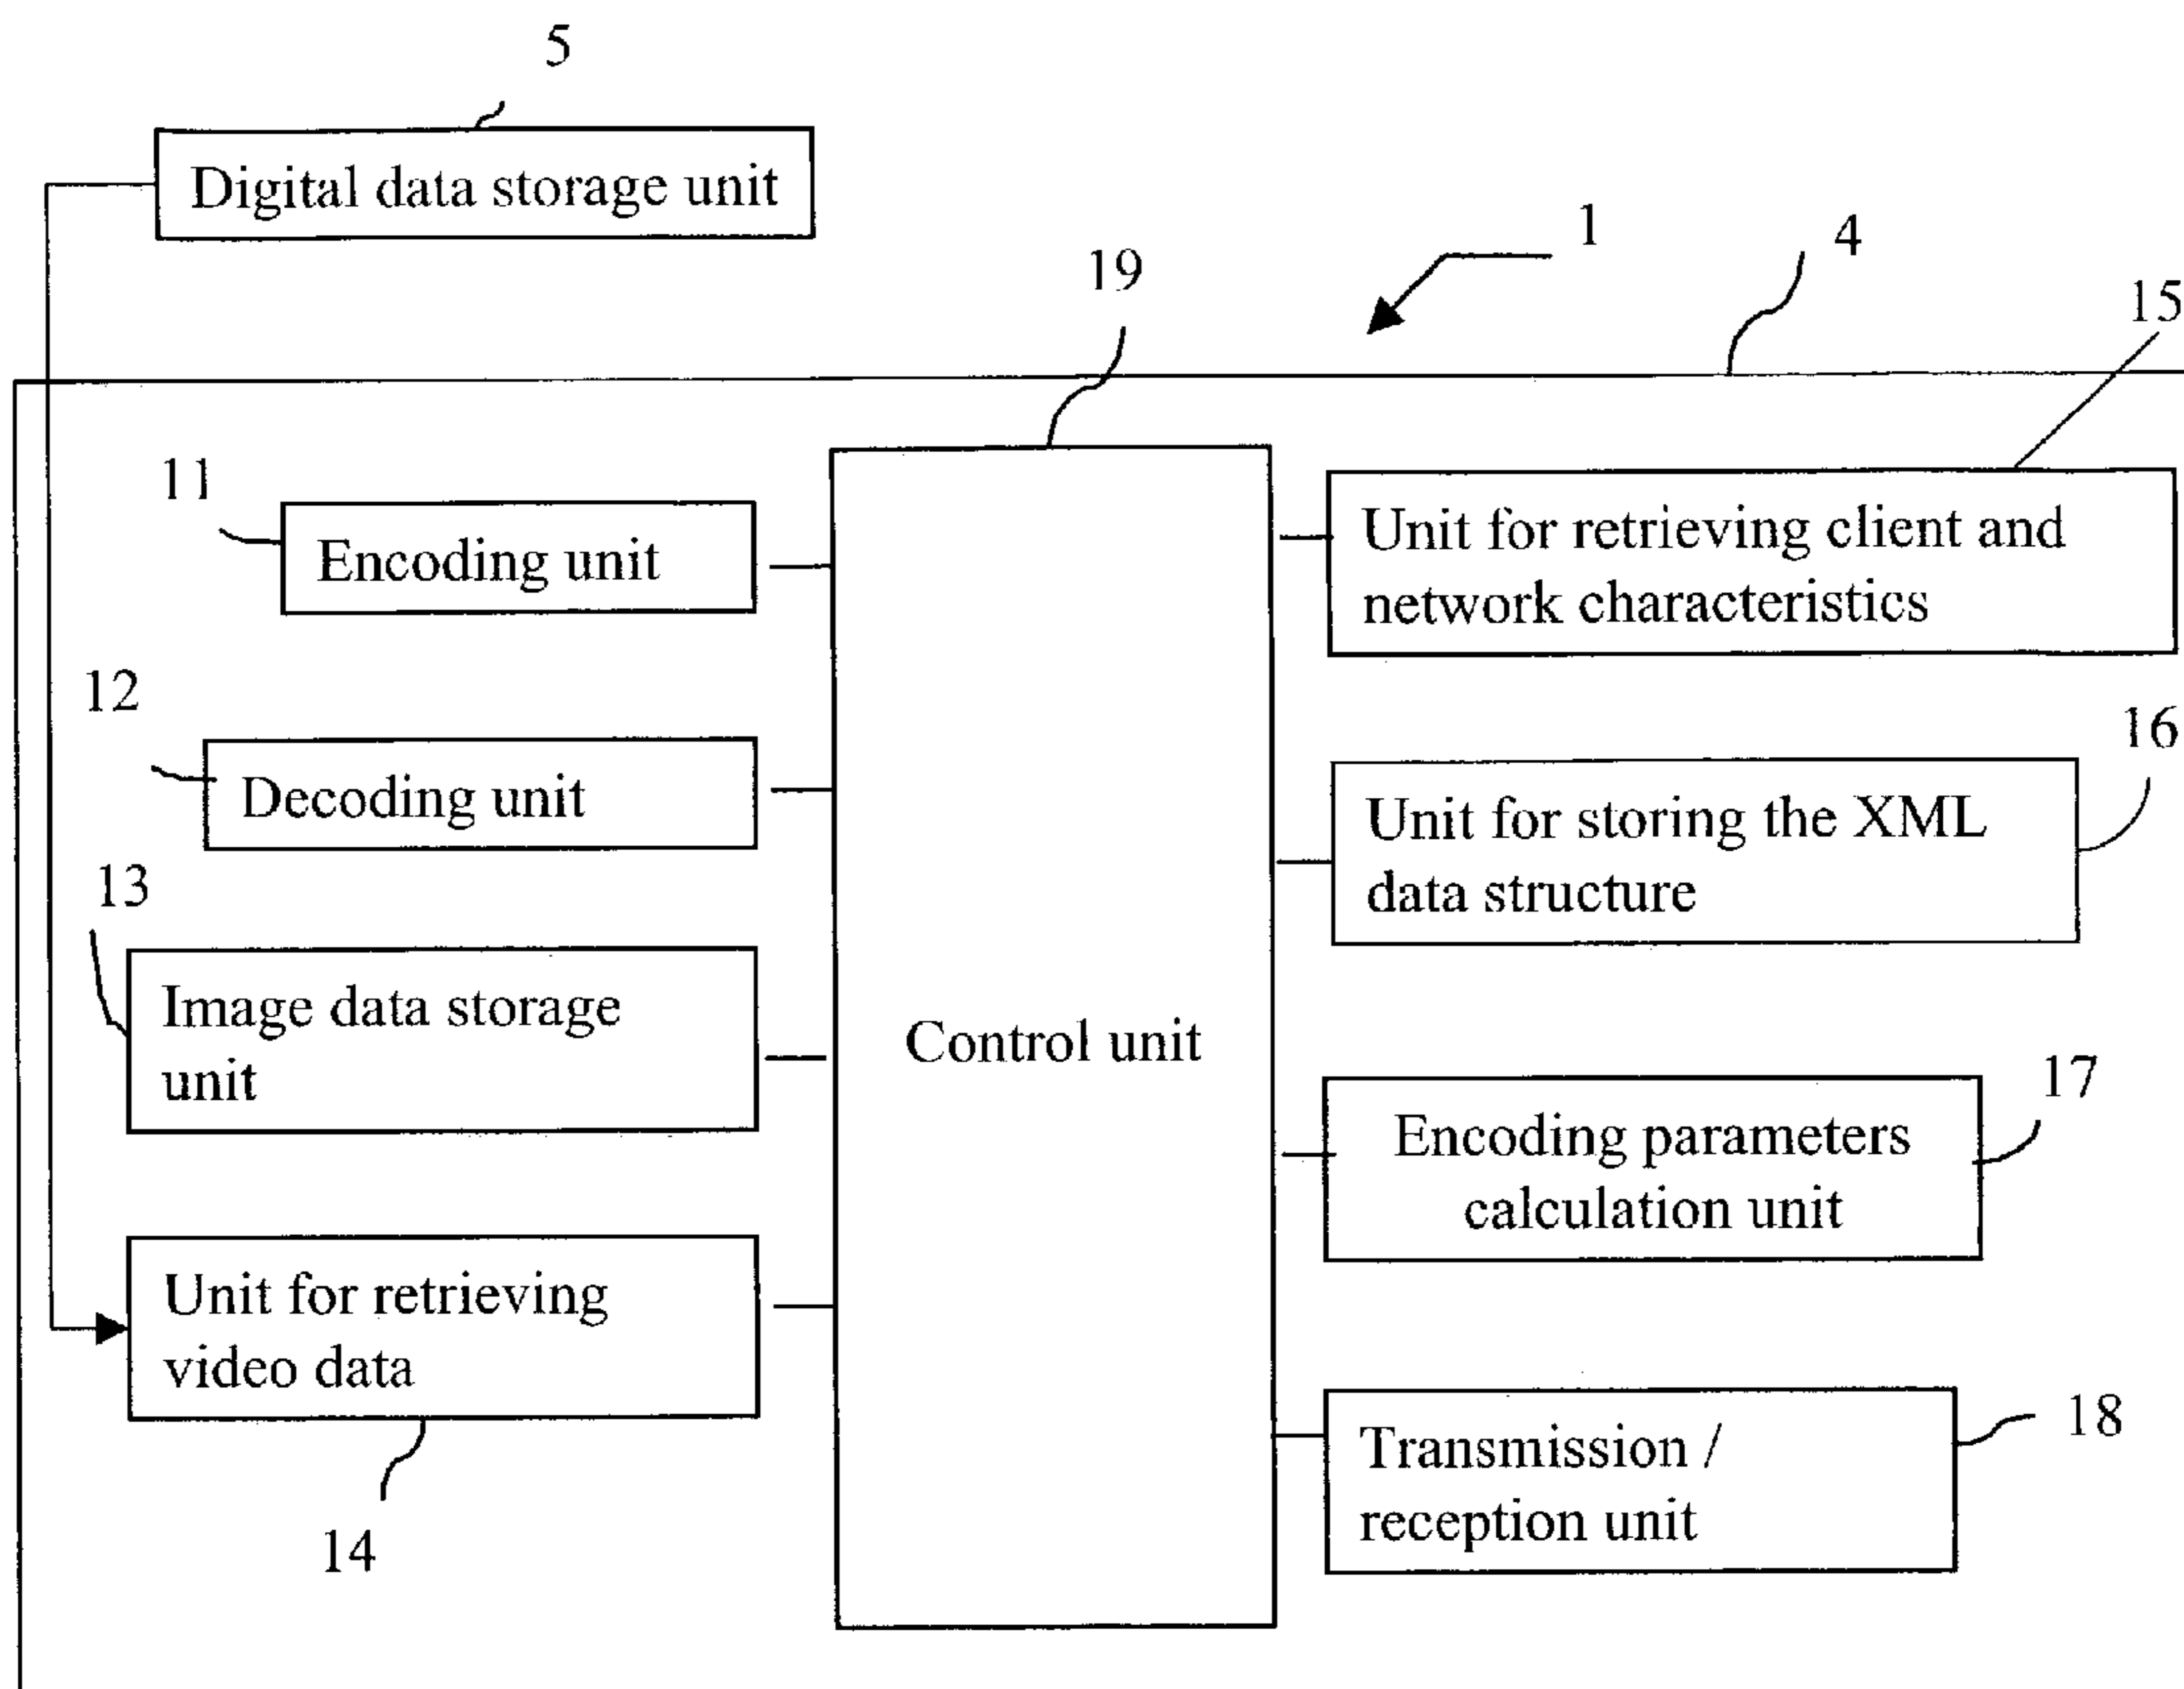 5
Digital data storage unit
1
4
19
15
11
Encoding unit
Unit for retrieving client and
network characteristics
12
Decoding unit
16
Unit for storing the XML
data structure
13
Image data storage
unit
Control unit
17
Encoding parameters
calculation unit
Unit for retrieving
video data
14
18
Transmission /
reception unit